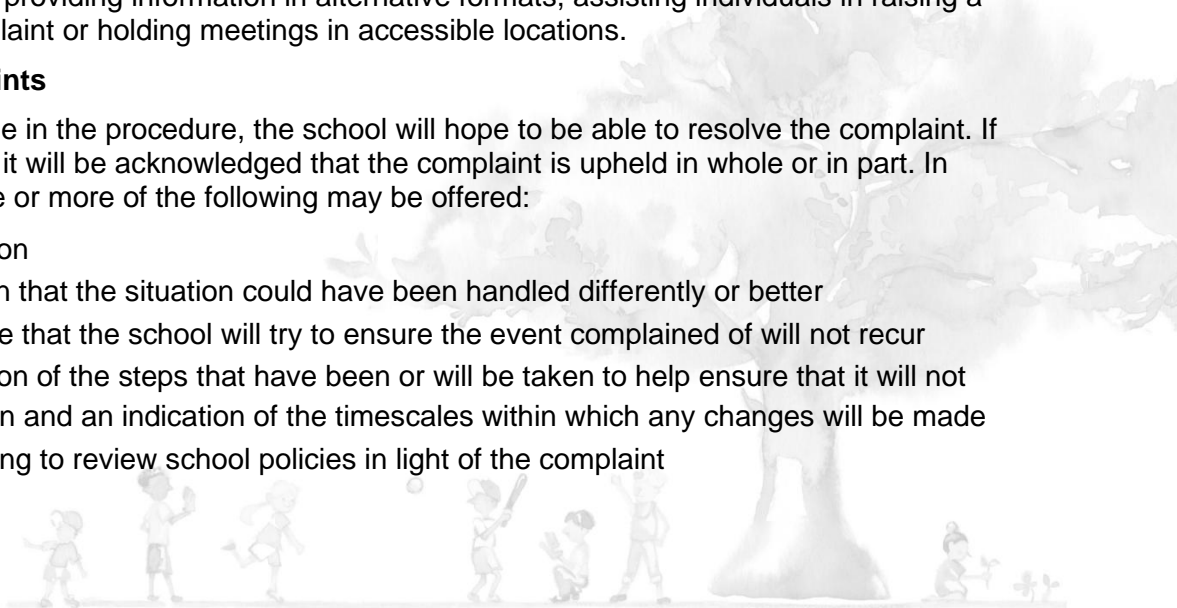 providing information in alternative formats, assisting individuals in raising a
laint or holding meetings in accessible locations.
ints
e in the procedure, the school will hope to be able to resolve the complaint. If
it will be acknowledged that the complaint is upheld in whole or in part. In
e or more of the following may be offered:
on
n that the situation could have been handled differently or better
e that the school will try to ensure the event complained of will not recur
on of the steps that have been or will be taken to help ensure that it will not
n and an indication of the timescales within which any changes will be made
ng to review school policies in light of the complaint